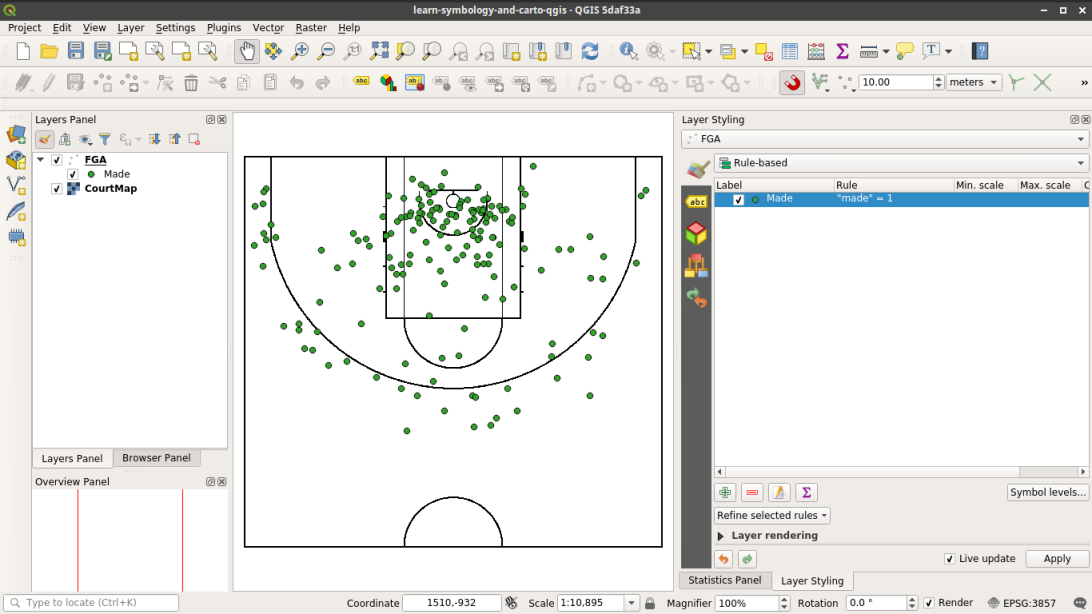 learn-symbology-and-carto-qgis - QGIS 5daf33a
Project Edit View Layer Settings Plugins Vector Raster Help
10.00 meters »
Layers Panel
FGA
Made
CourtMap
Layers Panel Browser Panel
Overview Panel
Layer Styling
FGA
Rule-based
Label Rule Min. scale Max. scale C
Made "made" = 1
Symbol levels...
Refine selected rules
Layer rendering
Live update Apply
Statistics Panel Layer Styling
Type to locate (Ctrl+K) Coordinate 1510,-932 Scale 1:10,895 Magnifier 100% Rotation 0.0 ° Render EPSG:3857